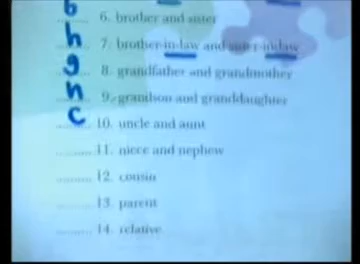 b 6. brother and sister
h 7. brother-in-law and sister-in-law
g 8. grandfather and grandmother
n 9. grandson and granddaughter
c 10. uncle and aunt
11. niece and nephew
12. cousin
13. parent
14. relative